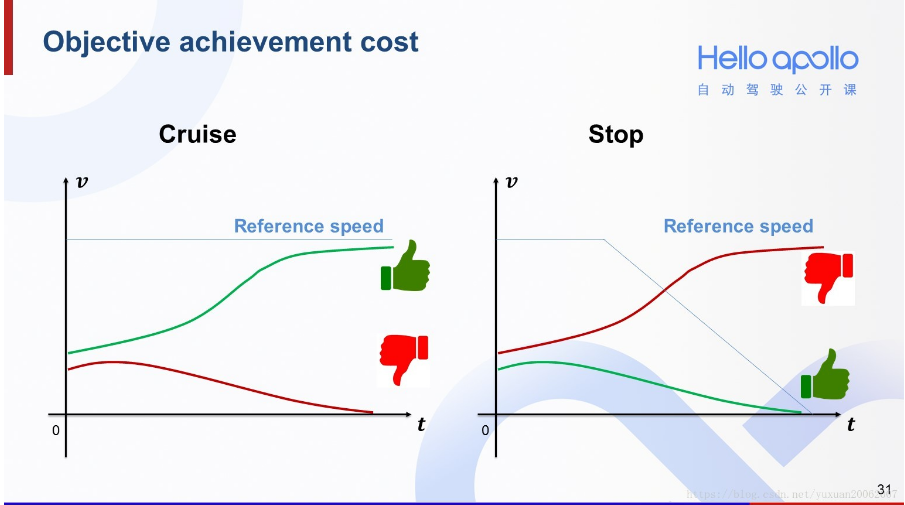 Objective achievement cost
Hello apollo
自动驾驶公开课
Cruise
Stop
v
Reference speed
t
0
v
Reference speed
t
0
31